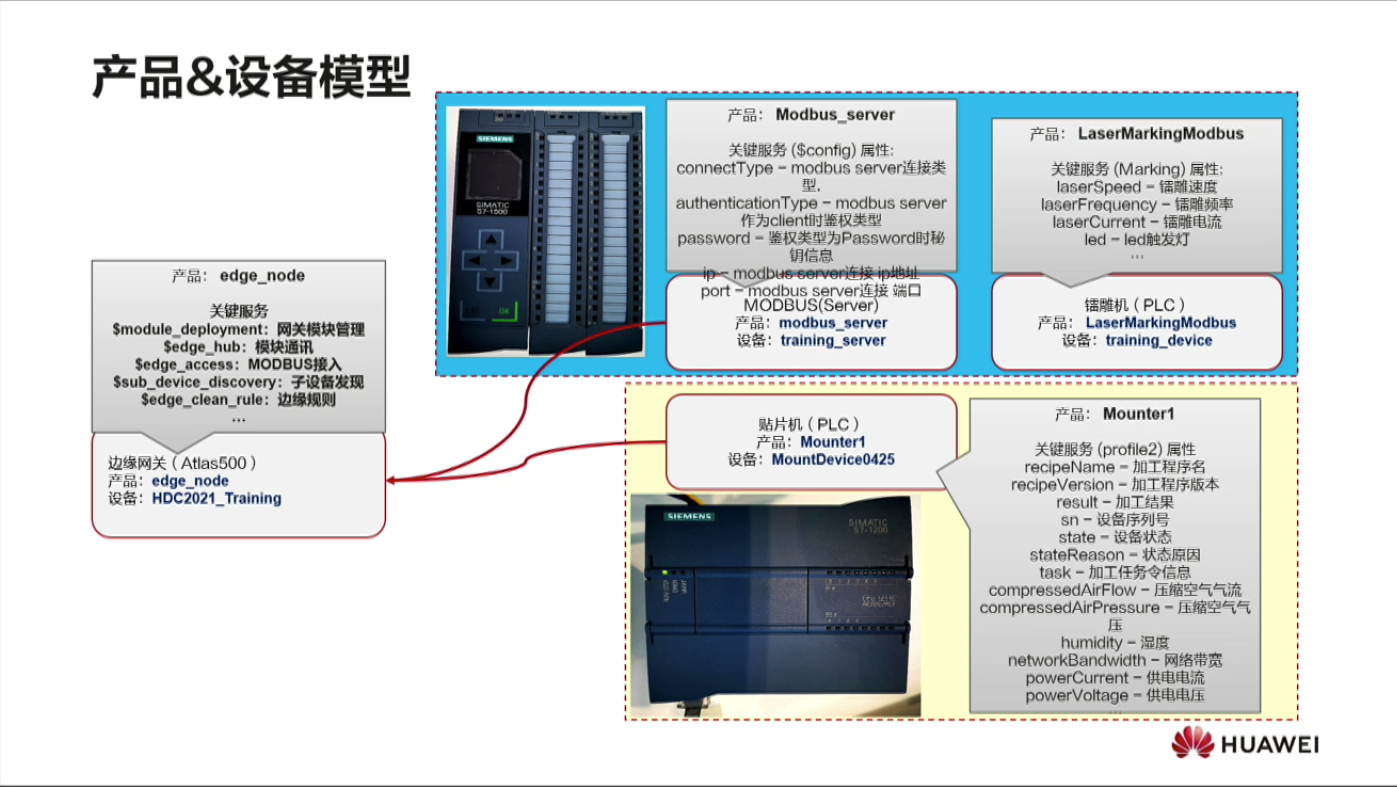 产品&设备模型
SIEMENS
SIMATIC
S7-1500
产品： Modbus_server
关键服务 ($config) 属性:
connectType – modbus server连接类
型,
authenticationType – modbus server
作为client时鉴权类型
password – 鉴权类型为Password时秘
钥信息
ip – modbus server连接 ip地址
port – modbus server连接 端口
MODBUS(Server)
产品：modbus_server
设备：training_server
产品： LaserMarkingModbus
关键服务 (Marking) 属性:
laserSpeed – 镭雕速度
laserFrequency – 镭雕频率
laserCurrent – 镭雕电流
led – led触发灯
…
镭雕机（PLC）
产品： LaserMarkingModbus
设备：training_device
产品： edge_node
关键服务
$module_deployment：网关模块管理
$edge_hub：模块通讯
$edge_access：MODBUS接入
$sub_device_discovery：子设备发现
$edge_clean_rule：边缘规则
…
边缘网关（Atlas500）
产品：edge_node
设备：HDC2021_Training
贴片机（PLC）
产品：Mounter1
设备：MountDevice0425
SIEMENS
SIMATIC
S7-1200
产品： Mounter1
关键服务 (profile2) 属性
recipeName – 加工程序名
recipeVersion – 加工程序版本
result – 加工结果
sn – 设备序列号
state – 设备状态
stateReason – 状态原因
task – 加工任务令信息
compressedAirFlow – 压缩空气气流
compressedAirPressure – 压缩空气气
压
humidity – 湿度
networkBandwidth – 网络带宽
powerCurrent – 供电电流
powerVoltage – 供电电压
…
HUAWEI